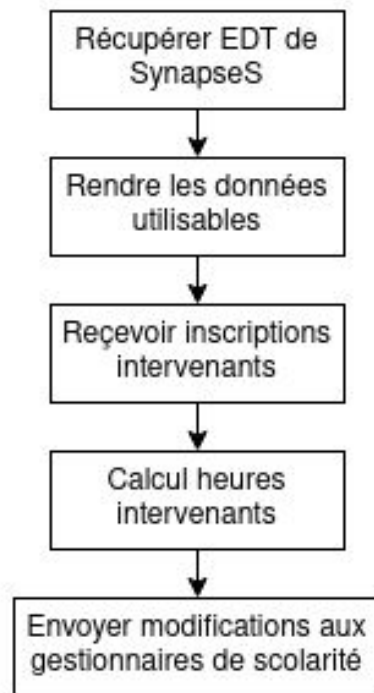 Récupérer EDT de
SynapseS
Rendre les données
utilisables
Reçevoir inscriptions
intervenants
Calcul heures
intervenants
Envoyer modifications aux
gestionnaires de scolarité